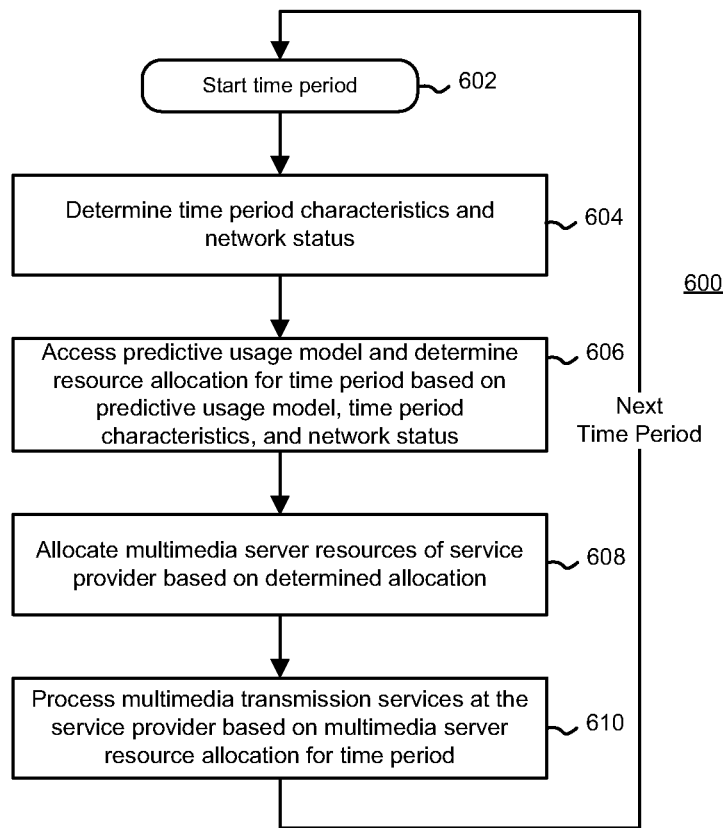 Start time period
602
Determine time period characteristics and
network status
604
600
Access predictive usage model and determine
resource allocation for time period based on
predictive usage model, time period
characteristics, and network status
606
Next
Time Period
Allocate multimedia server resources of service
provider based on determined allocation
608
Process multimedia transmission services at the
service provider based on multimedia server
resource allocation for time period
610